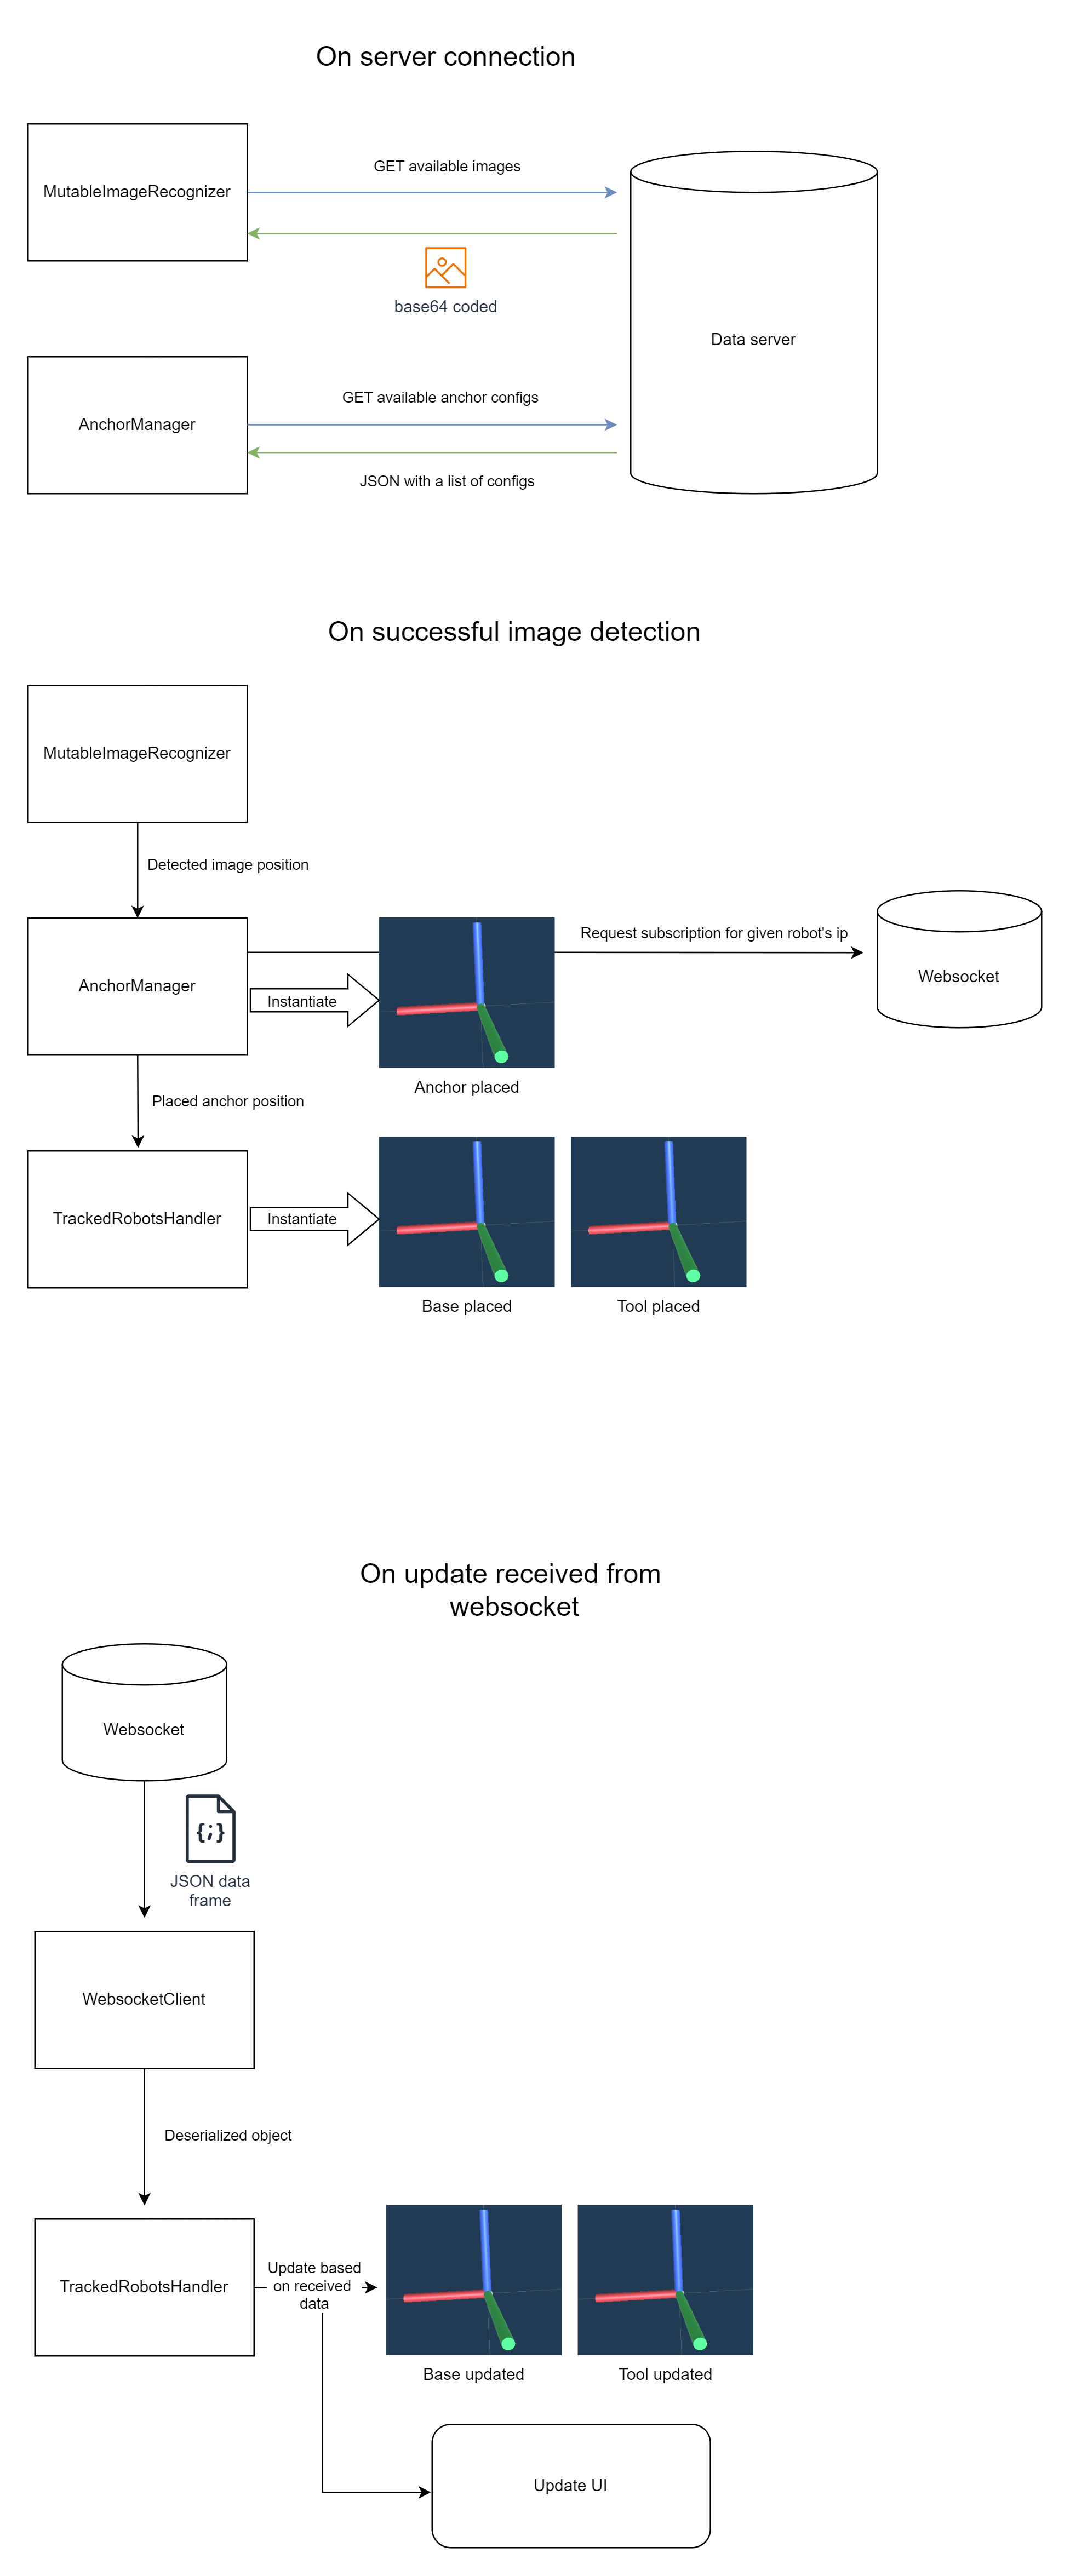 On server connection
MutableImageRecognizer
GET available images
base64 coded
Data server
AnchorManager
GET available anchor configs
JSON with a list of configs
On successful image detection
MutableImageRecognizer
Detected image position
AnchorManager
Request subscription for given robot's ip
Websocket
Instantiate
Anchor placed
Placed anchor position
TrackedRobotsHandler
Instantiate
Base placed
Tool placed
On update received from
websocket
Websocket
{;}
JSON data
frame
WebsocketClient
Deserialized object
TrackedRobotsHandler
Update based
on received
data
Base updated
Tool updated
Update UI